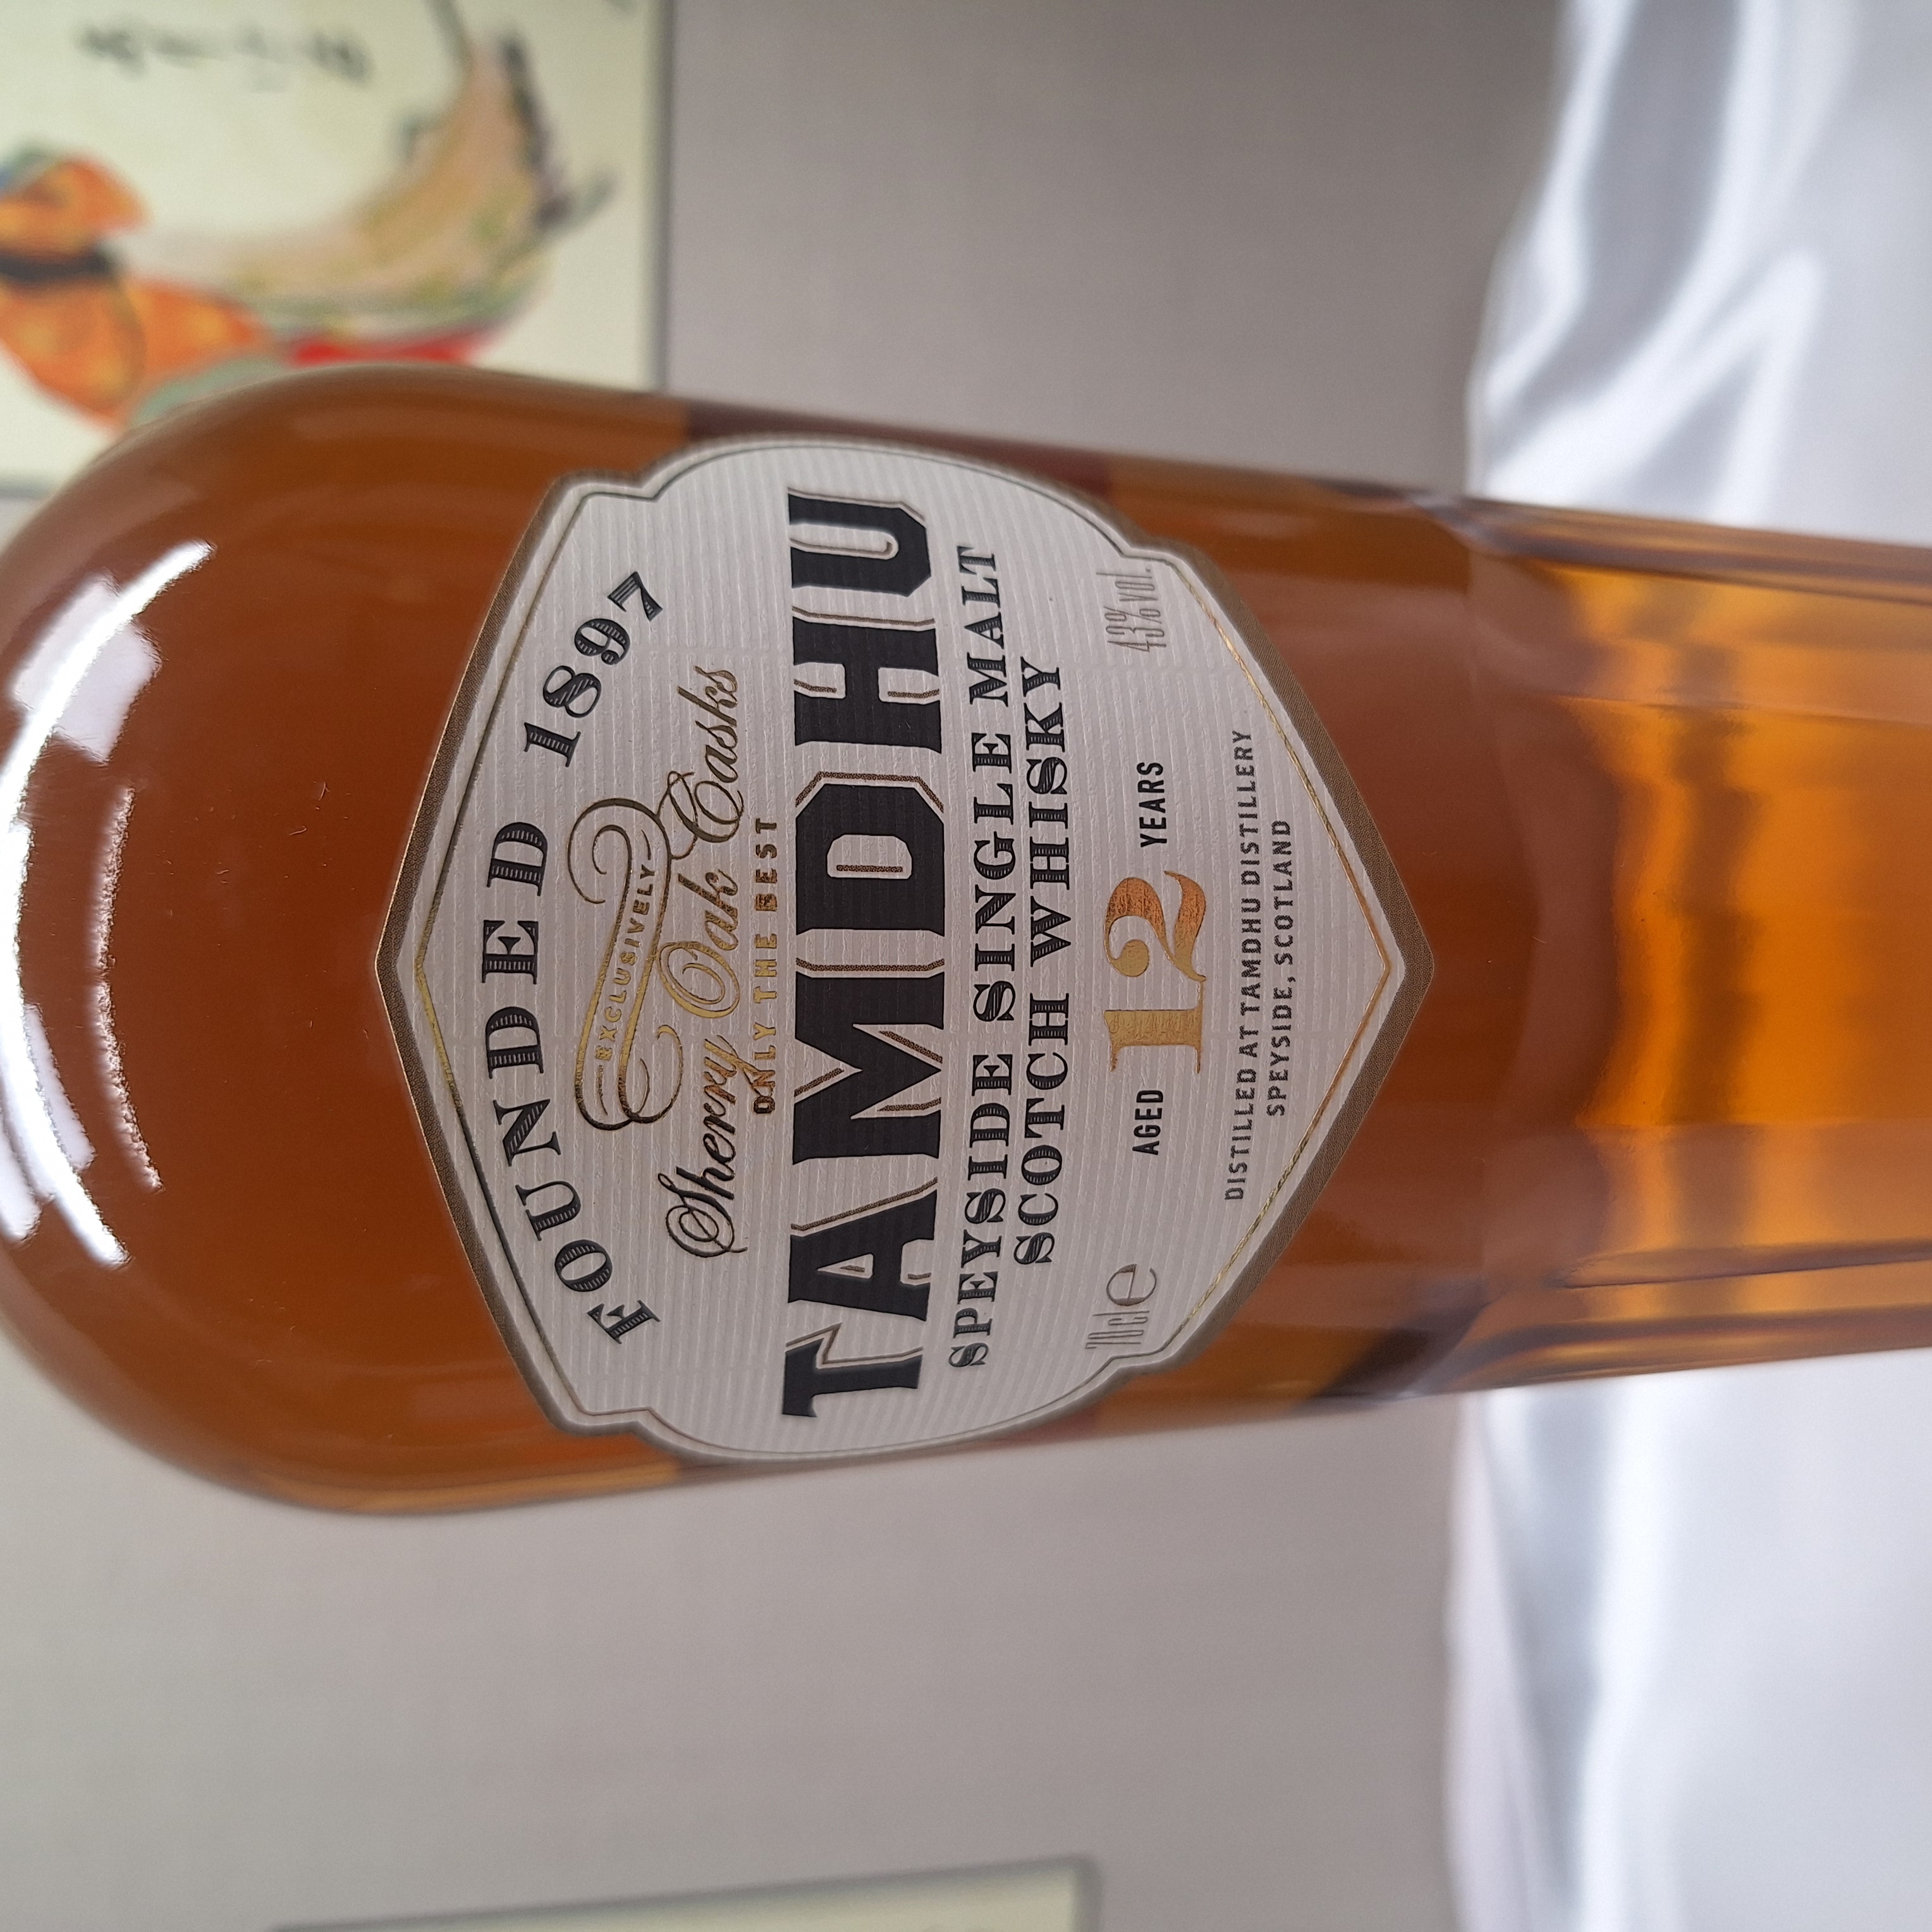 FOUNDED 1897
EXCLUSIVELY
Sherry Oak Casks
ONLY THE BEST
TAMDHU
SPEYSIDE SINGLE MALT
SCOTCH WHISKY
70cl e
AGED 12 YEARS
43% vol.
DISTILLED AT TAMDHU DISTILLERY
SPEYSIDE, SCOTLAND